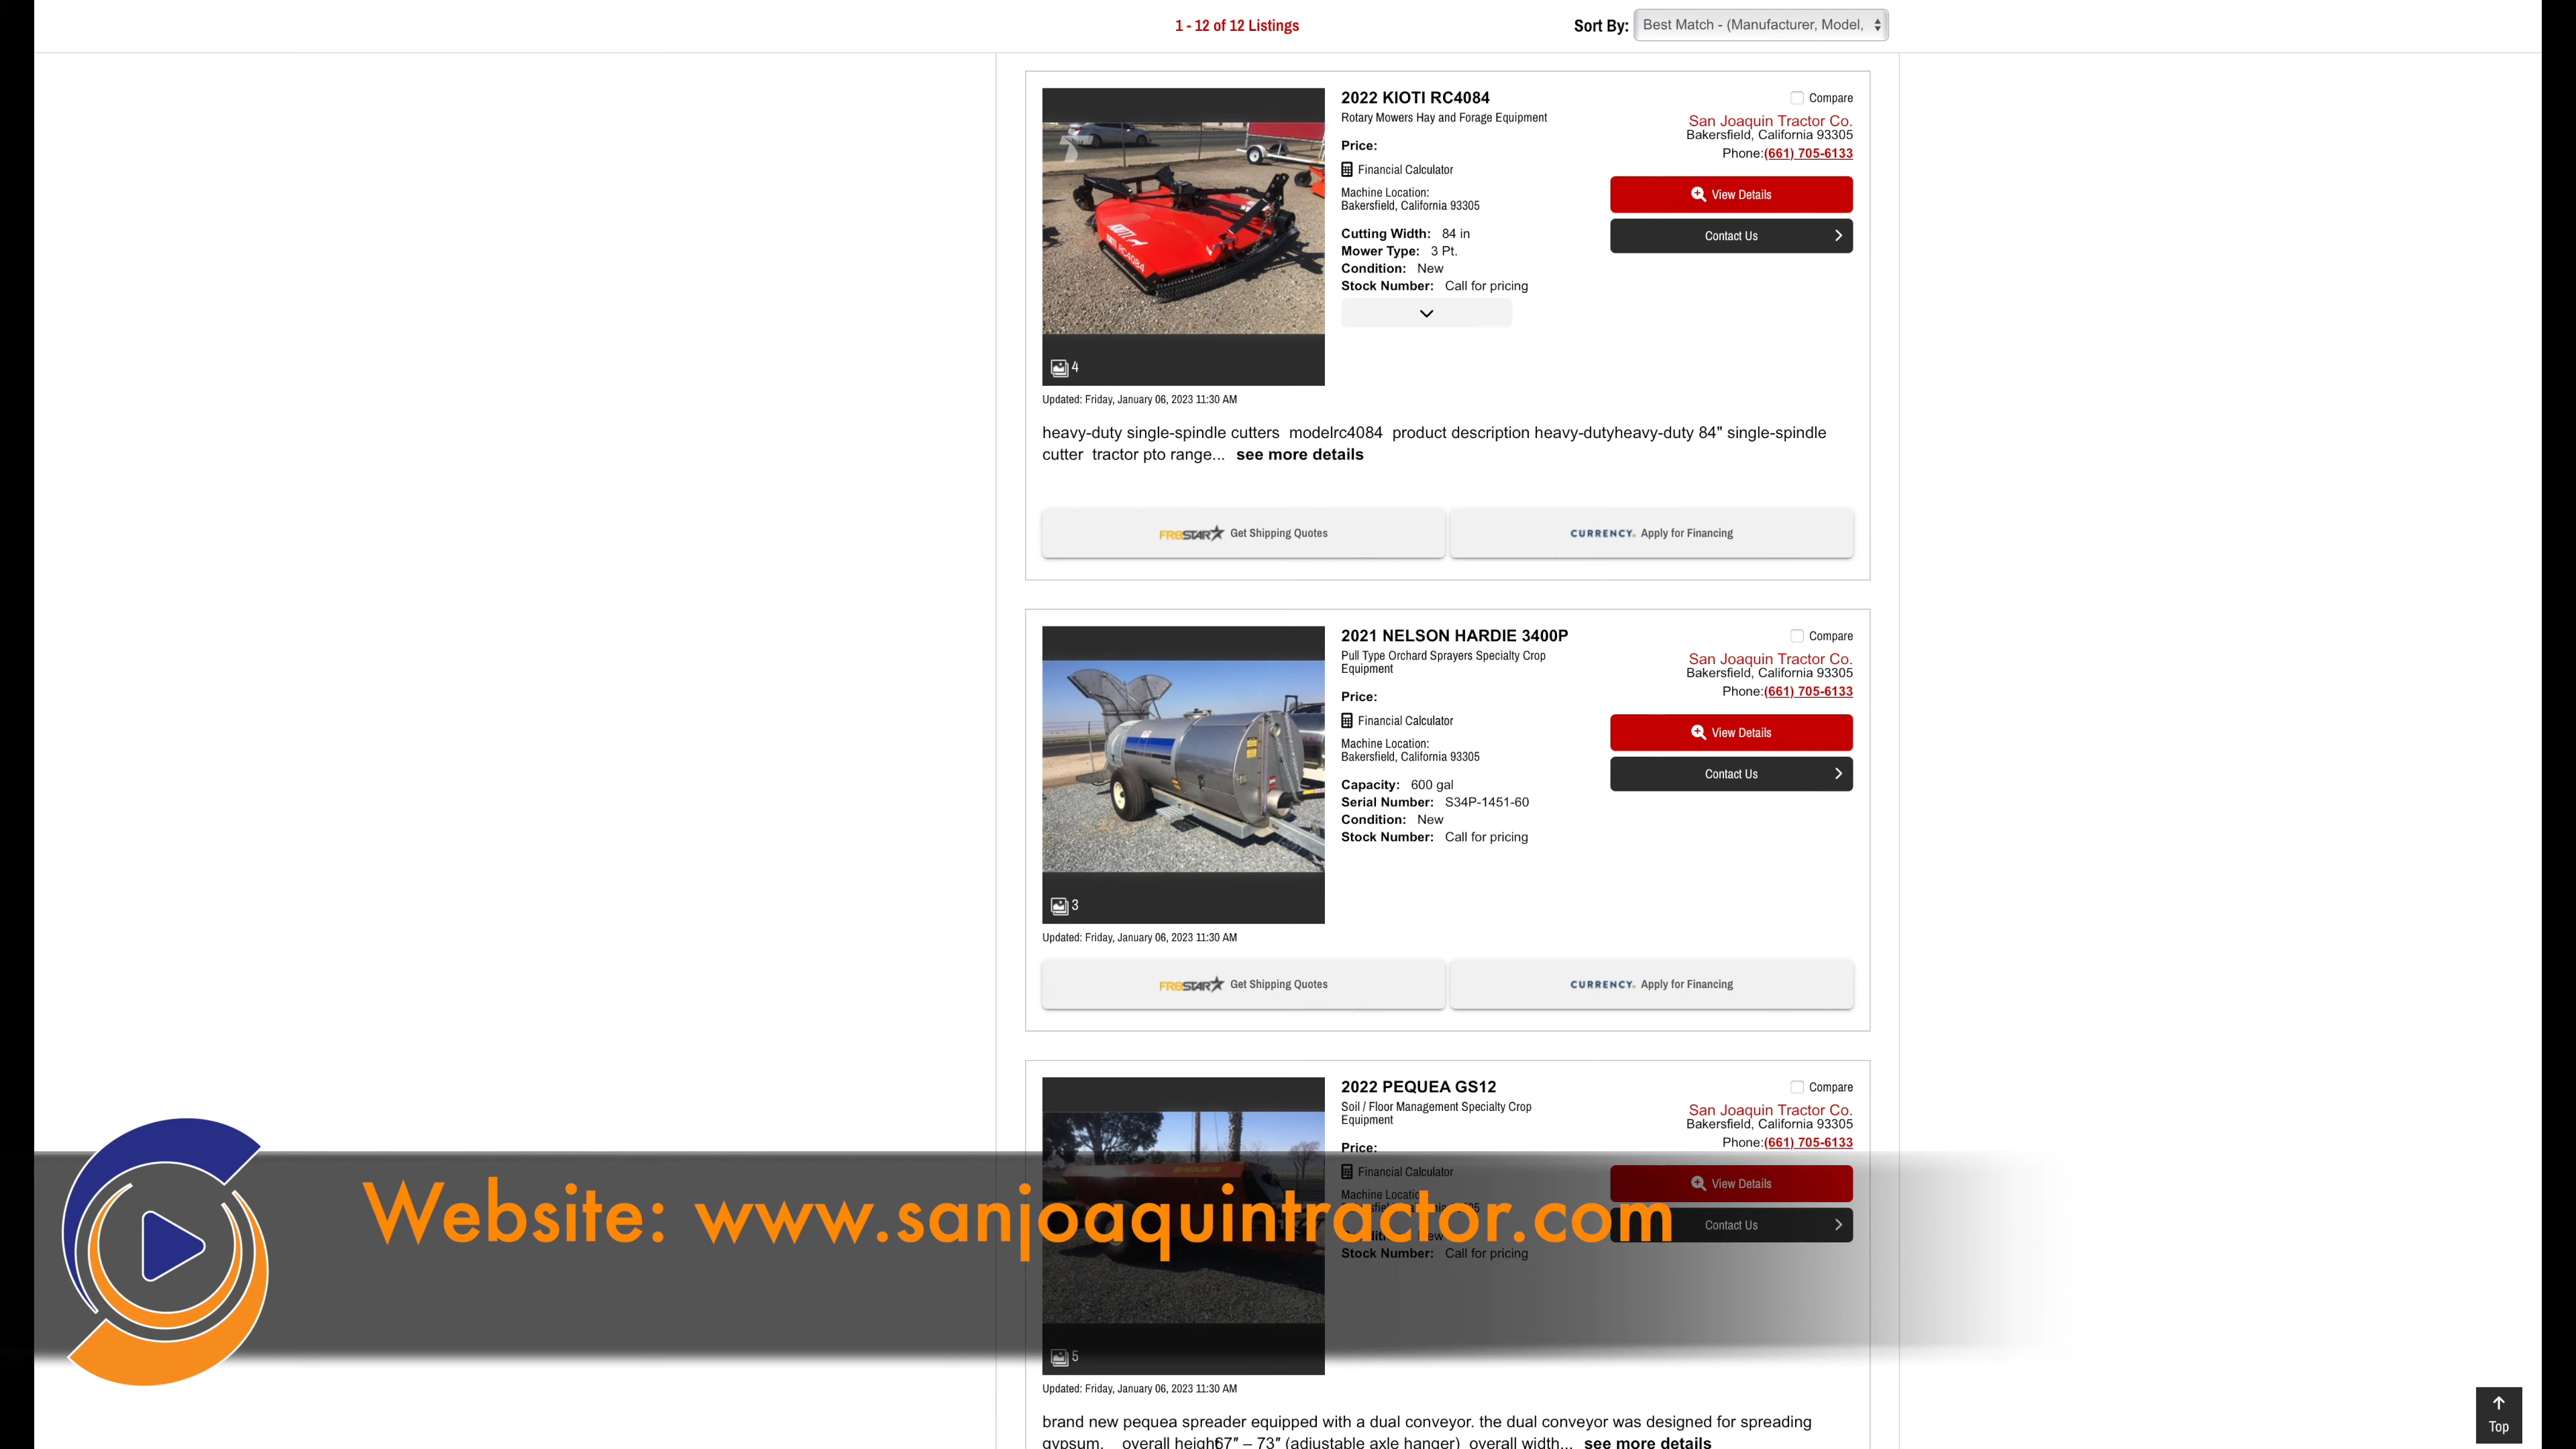 1 - 12 of 12 Listings
Sort By: Best Match - (Manufacturer, Model,
2022 KIOTI RC4084
Rotary Mowers Hay and Forage Equipment
Price:
Financial Calculator
Machine Location:
Bakersfield, California 93305
Cutting Width: 84 in
Mower Type: 3 Pt.
Condition: New
Stock Number: Call for pricing
Compare
San Joaquin Tractor Co.
Bakersfield, California 93305
Phone:(661) 705-6133
View Details
Contact Us
KIOTI
RC4084
4
Updated: Friday, January 06, 2023 11:30 AM
heavy-duty single-spindle cutters modelrc4084 product description heavy-dutyheavy-duty 84" single-spindle
cutter tractor pto range... see more details
FR8STAR Get Shipping Quotes
CURRENCY. Apply for Financing
2021 NELSON HARDIE 3400P
Pull Type Orchard Sprayers Specialty Crop
Equipment
Price:
Financial Calculator
Machine Location:
Bakersfield, California 93305
Capacity: 600 gal
Serial Number: S34P-1451-60
Condition: New
Stock Number: Call for pricing
Compare
San Joaquin Tractor Co.
Bakersfield, California 93305
Phone:(661) 705-6133
View Details
Contact Us
3
Updated: Friday, January 06, 2023 11:30 AM
FR8STAR Get Shipping Quotes
CURRENCY. Apply for Financing
2022 PEQUEA GS12
Soil / Floor Management Specialty Crop
Equipment
Price:
Financial Calculator
Machine
Stock Number: Call for pricing
Compare
San Joaquin Tractor Co.
Bakersfield, California 93305
Phone:(661) 705-6133
View Details
Contact Us
Website: www.sanjoaquintractor.com
5
Updated: Friday, January 06, 2023 11:30 AM
brand new pequea spreader equipped with a dual conveyor. the dual conveyor was designed for spreading
gypsum. overall height67″ – 73″ (adjustable axle hanger) overall width... see more details
Top